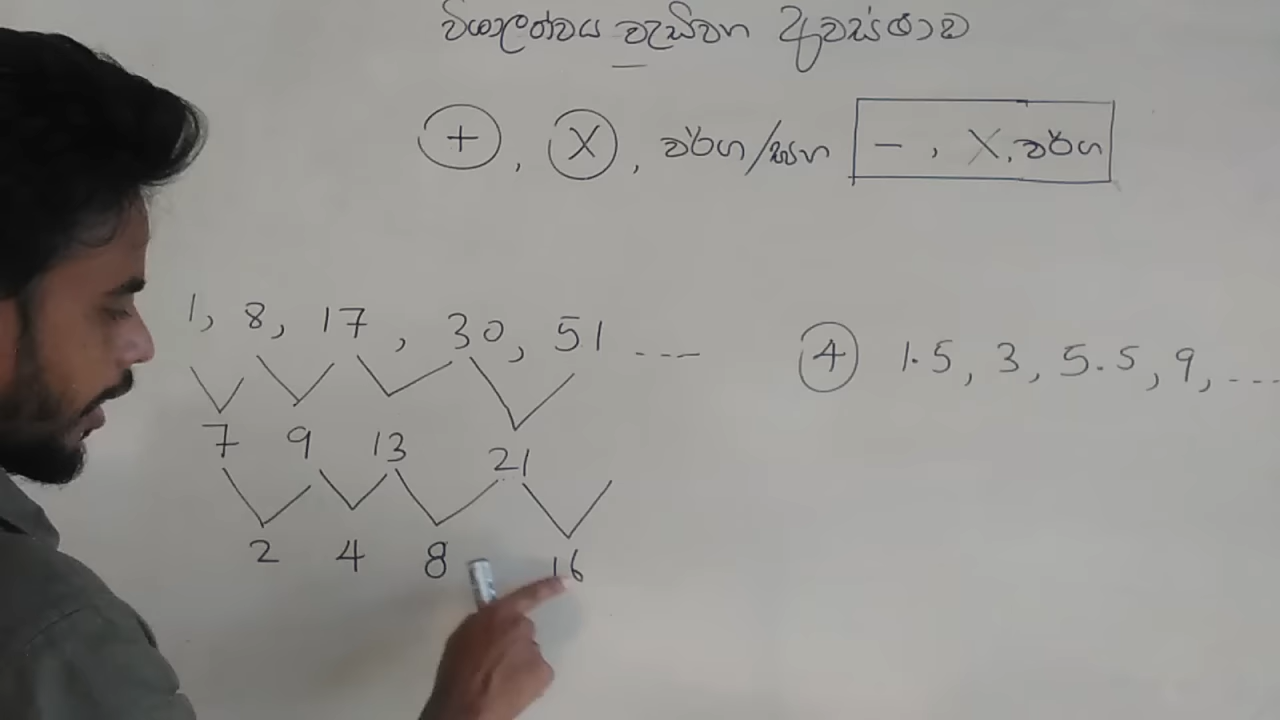 විශාලත්වය වැඩිවන අවස්ථාව
+ , X , වර්ග/ඝන - , X, වර්ග
1, 8, 17, 30, 51 ---
7 9 13 21
2 4 8 16
4 1.5, 3, 5.5, 9, ---